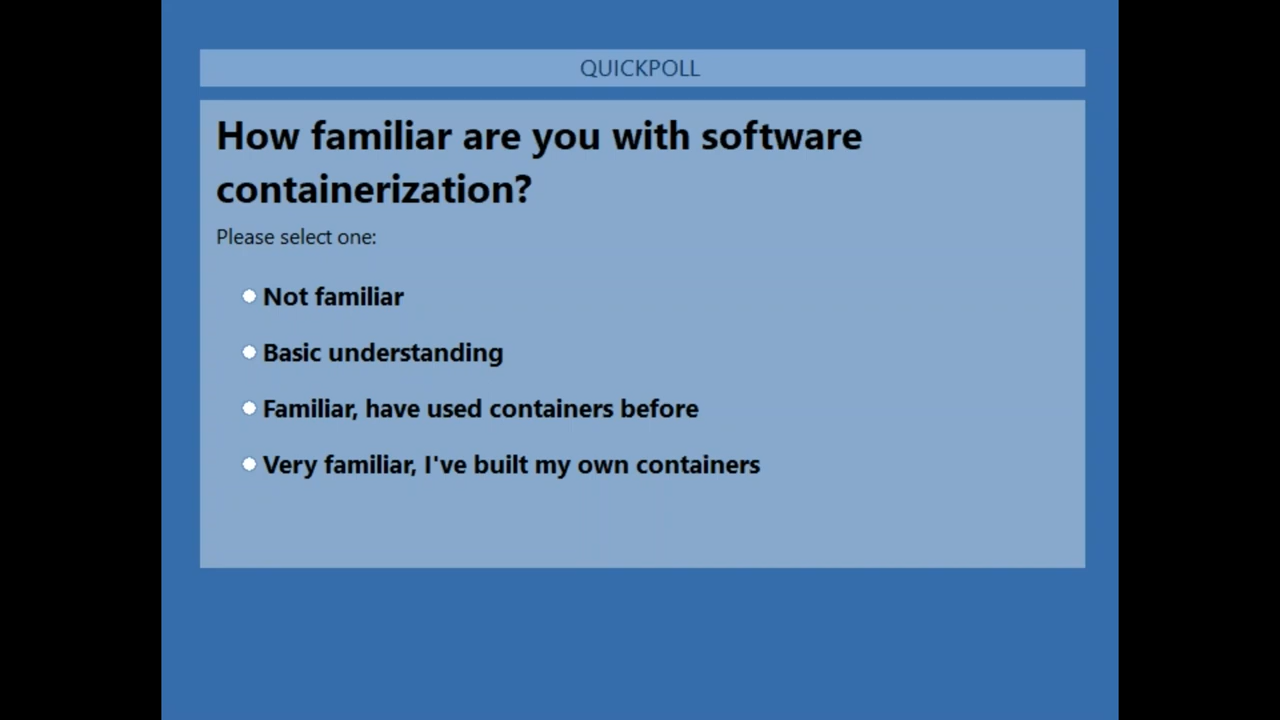 QUICKPOLL
How familiar are you with software
containerization?
Please select one:
Not familiar
Basic understanding
Familiar, have used containers before
Very familiar, I've built my own containers